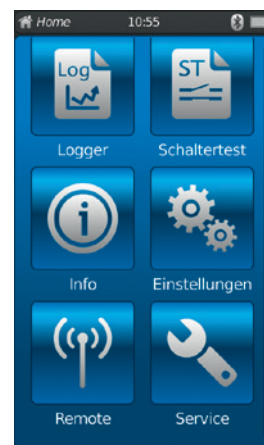 Home 10:55
Log ST
Logger Schaltertest
Info Einstellungen
Remote Service